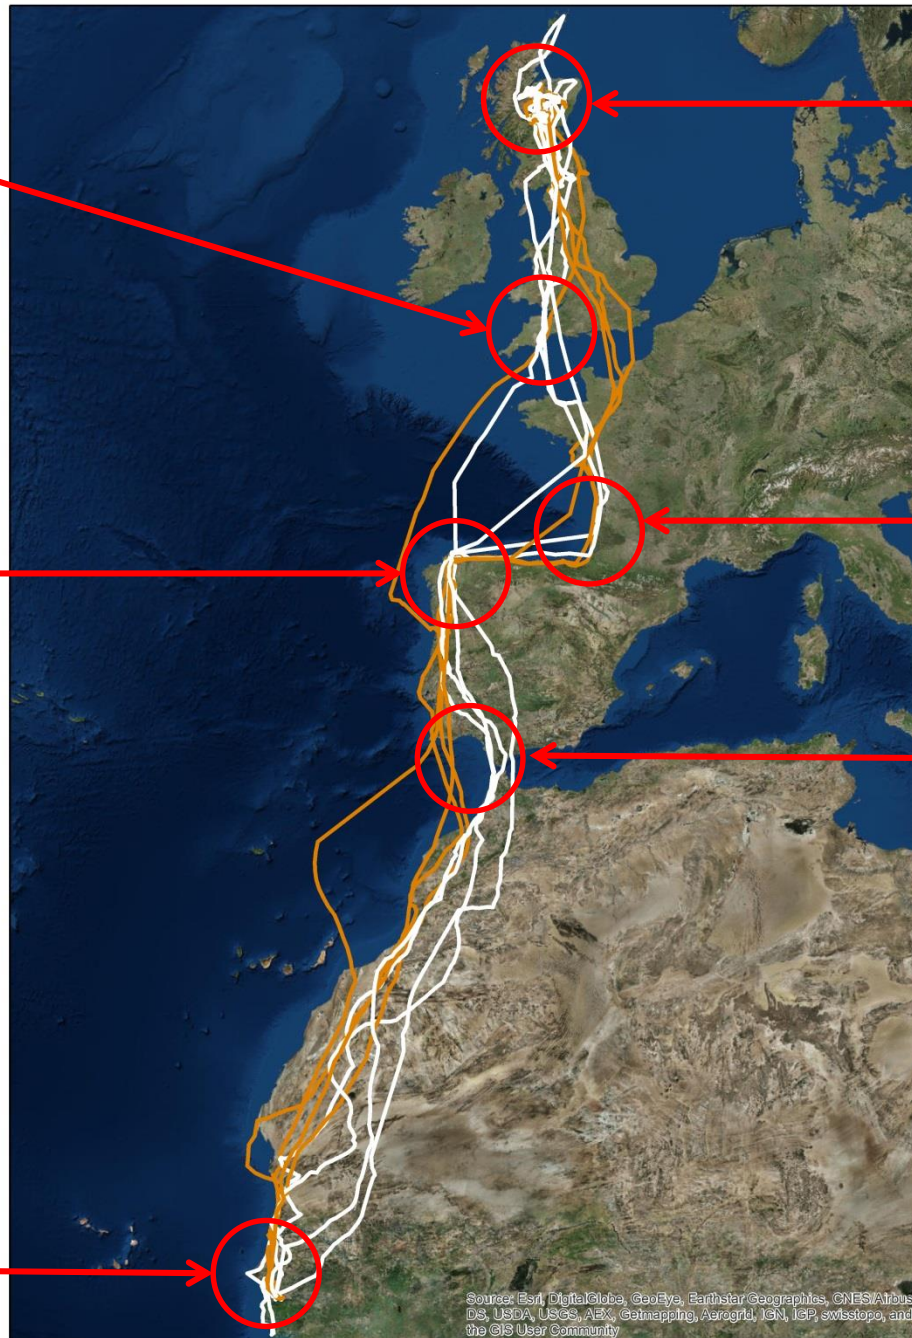 Source: Esri, DigitalGlobe, GeoEye, Earthstar Geographics, CNES/Airbus
DS, USDA, USGS, AEX, Getmapping, Aerogrid, IGN, IGP, swisstopo, and
the GIS User Community